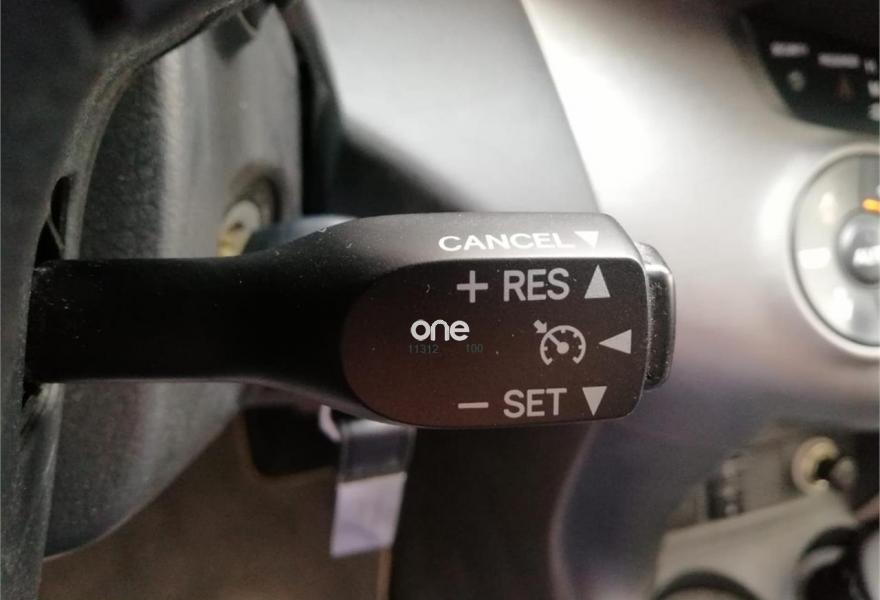 CANCEL▼
+ RES ▲
one
11312 100
◄
− SET ▼